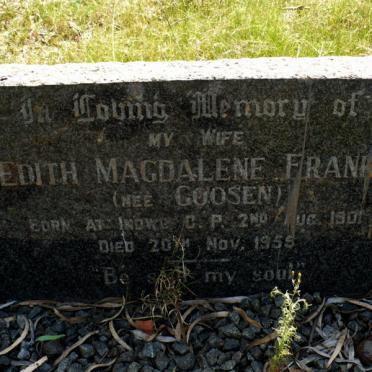 In Loving Memory of
MY WIFE
EDITH MAGDALENE FRAN
(NEE GOOSEN)
BORN AT INDWE C.P. 2ND AUG. 1901
DIED 20TH NOV. 1955
"Be my soul"